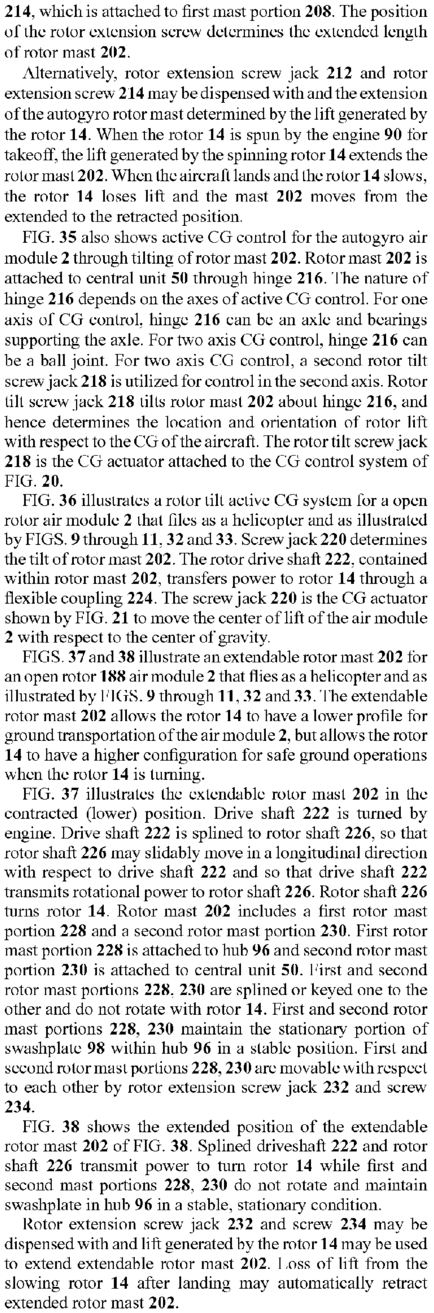 214, which is attached to first mast portion 208. The position
of the rotor extension screw determines the extended length
of rotor mast 202.
Alternatively, rotor extension screw jack 212 and rotor
extension screw 214 may be dispensed with and the extension
of the autogyro rotor mast determined by the lift generated by
the rotor 14. When the rotor 14 is spun by the engine 90 for
takeoff, the lift generated by the spinning rotor 14 extends the
rotor mast 202. When the aircraft lands and the rotor 14 slows,
the rotor 14 loses lift and the mast 202 moves from the
extended to the retracted position.
FIG. 35 also shows active CG control for the autogyro air
module 2 through tilting of rotor mast 202. Rotor mast 202 is
attached to central unit 50 through hinge 216. The nature of
hinge 216 depends on the axes of active CG control. For one
axis of CG control, hinge 216 can be an axle and bearings
supporting the axle. For two axis CG control, hinge 216 can
be a ball joint. For two axis CG control, a second rotor tilt
screw jack 218 is utilized for control in the second axis. Rotor
tilt screw jack 218 tilts rotor mast 202 about hinge 216, and
hence determines the location and orientation of rotor lift
with respect to the CG of the aircraft. The rotor tilt screw jack
218 is the CG actuator attached to the CG control system of
FIG. 20.
FIG. 36 illustrates a rotor tilt active CG system for a open
rotor air module 2 that flies as a helicopter and as illustrated
by FIGS. 9 through 11, 32 and 33. Screw jack 220 determines
the tilt of rotor mast 202. The rotor drive shaft 222, contained
within rotor mast 202, transfers power to rotor 14 through a
flexible coupling 224. The screw jack 220 is the CG actuator
shown by FIG. 21 to move the center of lift of the air module
2 with respect to the center of gravity.
FIGS. 37 and 38 illustrate an extendable rotor mast 202 for
an open rotor 188 air module 2 that flies as a helicopter and as
illustrated by FIGS. 9 through 11, 32 and 33. The extendable
rotor mast 202 allows the rotor 14 to have a lower profile for
ground transportation of the air module 2, but allows the rotor
14 to have a higher configuration for safe ground operations
when the rotor 14 is turning.
FIG. 37 illustrates the extendable rotor mast 202 in the
contracted (lower) position. Drive shaft 222 is turned by
engine. Drive shaft 222 is splined to rotor shaft 226, so that
rotor shaft 226 may slidably move in a longitudinal direction
with respect to drive shaft 222 and so that drive shaft 222
transmits rotational power to rotor shaft 226. Rotor shaft 226
turns rotor 14. Rotor mast 202 includes a first rotor mast
portion 228 and a second rotor mast portion 230. First rotor
mast portion 228 is attached to hub 96 and second rotor mast
portion 230 is attached to central unit 50. First and second
rotor mast portions 228, 230 are splined or keyed one to the
other and do not rotate with rotor 14. First and second rotor
mast portions 228, 230 maintain the stationary portion of
swashplate 98 within hub 96 in a stable position. First and
second rotor mast portions 228, 230 are movable with respect
to each other by rotor extension screw jack 232 and screw
234.
FIG. 38 shows the extended position of the extendable
rotor mast 202 of FIG. 38. Splined driveshaft 222 and rotor
shaft 226 transmit power to turn rotor 14 while first and
second mast portions 228, 230 do not rotate and maintain
swashplate in hub 96 in a stable, stationary condition.
Rotor extension screw jack 232 and screw 234 may be
dispensed with and lift generated by the rotor 14 may be used
to extend extendable rotor mast 202. Loss of lift from the
slowing rotor 14 after landing may automatically retract
extended rotor mast 202.